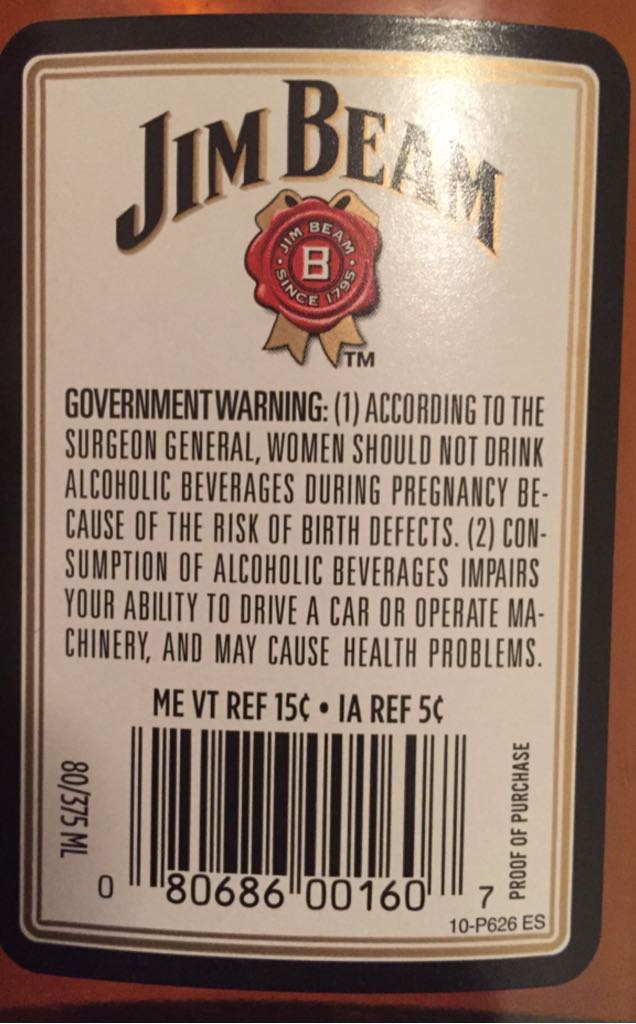 JIM BEAM
JIM BEAM
B
SINCE 1795
TM
GOVERNMENT WARNING: (1) ACCORDING TO THE
SURGEON GENERAL, WOMEN SHOULD NOT DRINK
ALCOHOLIC BEVERAGES DURING PREGNANCY BE-
CAUSE OF THE RISK OF BIRTH DEFECTS. (2) CON-
SUMPTION OF ALCOHOLIC BEVERAGES IMPAIRS
YOUR ABILITY TO DRIVE A CAR OR OPERATE MA-
CHINERY, AND MAY CAUSE HEALTH PROBLEMS.
ME VT REF 15¢ • IA REF 5¢
80/375 ML
PROOF OF PURCHASE
0 80686 00160 7
10-P626 ES